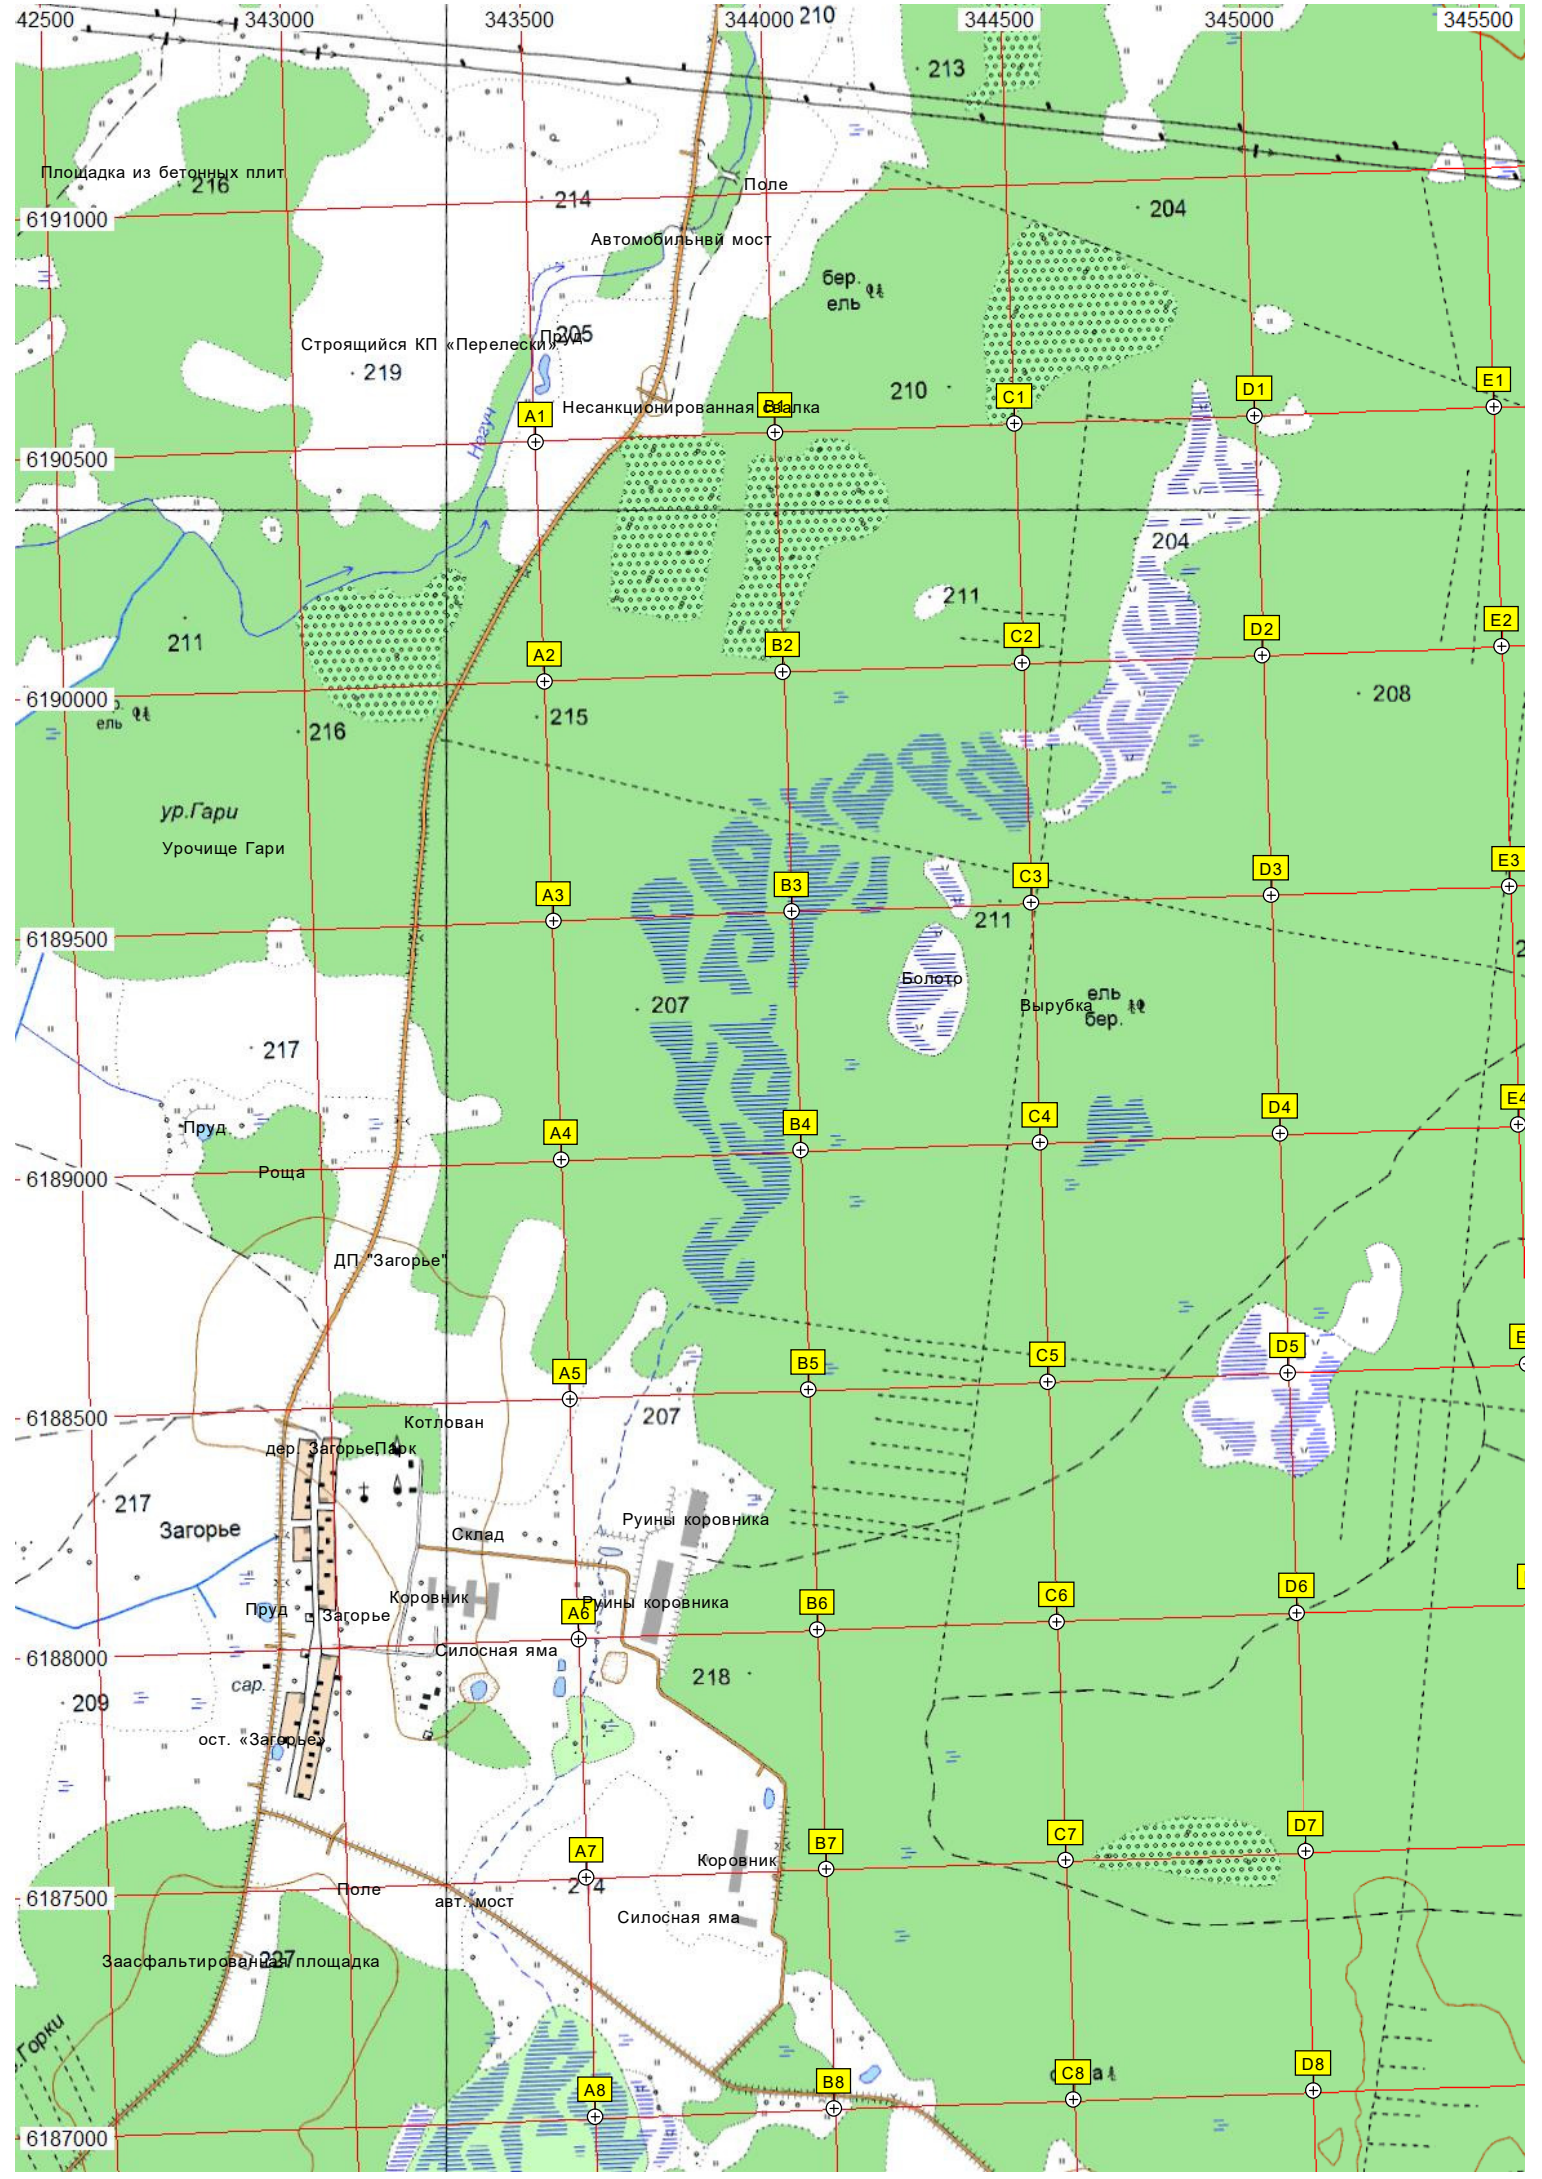 42500 343000 343500 344000 210 344500 345000 345500
213
Площадка из бетонных плит
216
214
Поле
204
6191000
Автомобильнвй мост
бер.
ель
205
Пруд
Строящийся КП «Перелески»
219
210
E1
D1
C1
B1
A1
Несанкционированная свалка
Ногун
6190500
204
211
211
E2
D2
C2
B2
A2
6190000
208
ель
215
216
ур.Гари
Урочище Гари
E3
D3
C3
B3
A3
211
6189500
2
Болото
ель
бер.
Вырубка
207
217
E4
D4
C4
B4
A4
Пруд
Роща
6189000
ДП "Загорье"
E
D5
C5
B5
A5
207
6188500
Котлован
дер. Загорье
Парк
217
Загорье
Склад
Руины коровника
D6
C6
B6
A6
Коровник
Руины коровника
Пруд
Загорье
Силосная яма
6188000
сар.
218
209
ост. «Загорье»
D7
C7
B7
A7
Коровник
Поле
авт. мост
6187500
Силосная яма
Заасфальтированная площадка
227
Горки
D8
C8
B8
A8
6187000